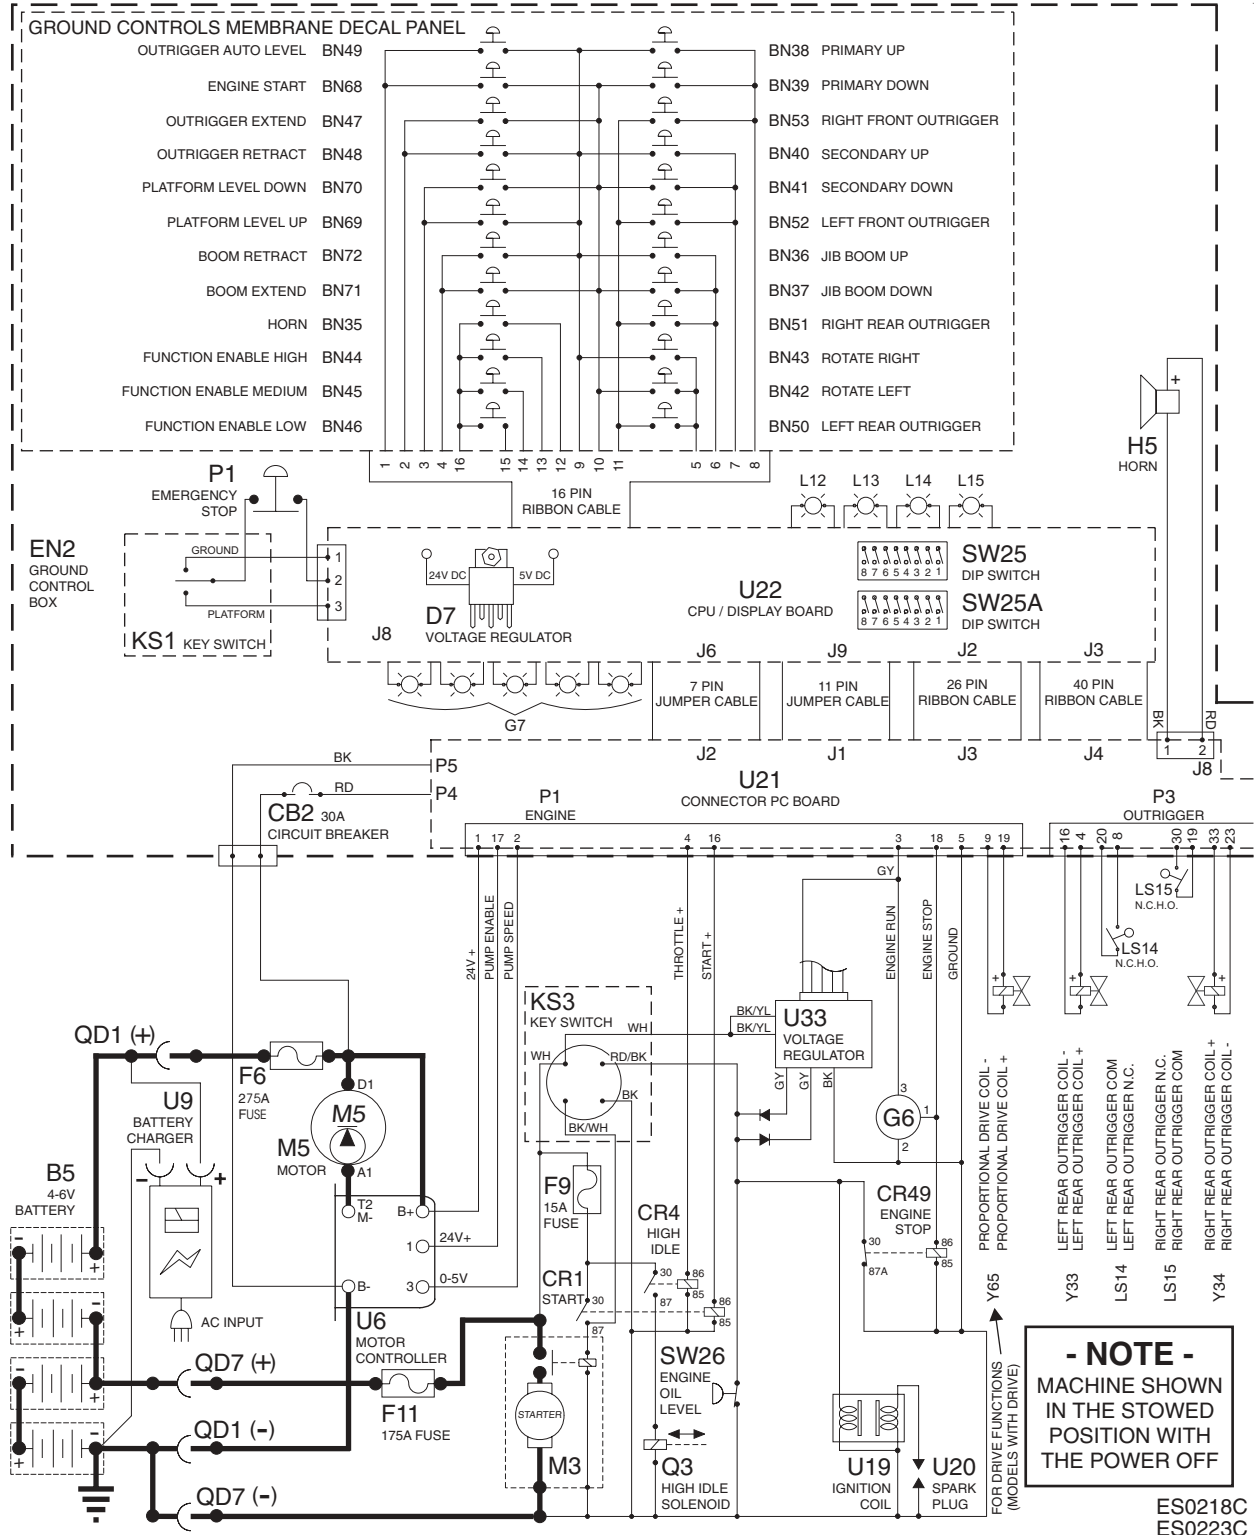 GROUND CONTROLS MEMBRANE DECAL PANEL
OUTRIGGER AUTO LEVEL BN49
BN38 PRIMARY UP
ENGINE START BN68
BN39 PRIMARY DOWN
OUTRIGGER EXTEND BN47
BN53 RIGHT FRONT OUTRIGGER
OUTRIGGER RETRACT BN48
BN40 SECONDARY UP
PLATFORM LEVEL DOWN BN70
BN41 SECONDARY DOWN
PLATFORM LEVEL UP BN69
BN52 LEFT FRONT OUTRIGGER
BOOM RETRACT BN72
BN36 JIB BOOM UP
BOOM EXTEND BN71
BN37 JIB BOOM DOWN
HORN BN35
BN51 RIGHT REAR OUTRIGGER
FUNCTION ENABLE HIGH BN44
BN43 ROTATE RIGHT
FUNCTION ENABLE MEDIUM BN45
BN42 ROTATE LEFT
FUNCTION ENABLE LOW BN46
BN50 LEFT REAR OUTRIGGER
1 2 3 4 16 15 14 13 12 9 10 11 5 6 7 8
16 PIN
RIBBON CABLE
P1
EMERGENCY
STOP
L12 L13 L14 L15
+
H5
HORN
EN2
GROUND
CONTROL
BOX
GROUND
PLATFORM
KS1 KEY SWITCH
1
2
3
J8
24V DC
5V DC
D7
VOLTAGE REGULATOR
U22
CPU / DISPLAY BOARD
8 7 6 5 4 3 2 1
SW25
DIP SWITCH
8 7 6 5 4 3 2 1
SW25A
DIP SWITCH
J6 J9 J2 J3
G7
7 PIN
JUMPER CABLE
11 PIN
JUMPER CABLE
26 PIN
RIBBON CABLE
40 PIN
RIBBON CABLE
J2 J1 J3 J4
BK RD
1 2
J8
BK
P5
RD
P4
CB2 30A
CIRCUIT BREAKER
U21
CONNECTOR PC BOARD
P1
ENGINE
P3
OUTRIGGER
1 17 2 4 16 3 18 5 9 19
16 4 20 8 30 19 33 23
24V +
PUMP ENABLE
PUMP SPEED
THROTTLE +
START +
GY
ENGINE RUN
ENGINE STOP
GROUND
LS15
N.C.H.O.
LS14
N.C.H.O.
+
+
+
KS3
KEY SWITCH
WH
WH
RD/BK
BK
BK/WH
BK/YL
BK/YL
U33
VOLTAGE
REGULATOR
GY
GY
BK
3
G6
1
2
QD1 (+)
F6
275A
FUSE
U9
BATTERY
CHARGER
- +
D1
M5
A1
M5
MOTOR
B5
4-6V
BATTERY
- +
- +
- +
- +
AC INPUT
T2
M-
B+
1 24V+
B-
3 0-5V
U6
MOTOR
CONTROLLER
F9
15A
FUSE
CR4
HIGH
IDLE
30
87
86
85
CR1
START
30
87
86
85
CR49
ENGINE
STOP
30
87A
86
85
QD7 (+)
F11
175A FUSE
QD1 (-)
QD7 (-)
STARTER
M3
SW26
ENGINE
OIL
LEVEL
Q3
HIGH IDLE
SOLENOID
U19
IGNITION
COIL
U20
SPARK
PLUG
PROPORTIONAL DRIVE COIL -
PROPORTIONAL DRIVE COIL +
Y65
LEFT REAR OUTRIGGER COIL -
LEFT REAR OUTRIGGER COIL +
Y33
LEFT REAR OUTRIGGER COM
LEFT REAR OUTRIGGER N.C.
LS14
RIGHT REAR OUTRIGGER N.C.
RIGHT REAR OUTRIGGER COM
LS15
RIGHT REAR OUTRIGGER COIL +
RIGHT REAR OUTRIGGER COIL -
Y34
FOR DRIVE FUNCTIONS
(MODELS WITH DRIVE)
- NOTE -
MACHINE SHOWN
IN THE STOWED
POSITION WITH
THE POWER OFF
ES0218C
ES0223C